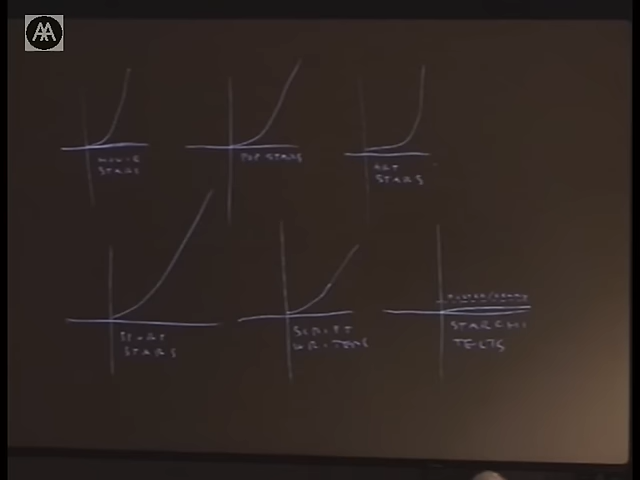 AA
MOVIE
STARS
POP STARS
ART
STARS
SPORT
STARS
SCRIPT
WRITERS
STARCHI
TECTS